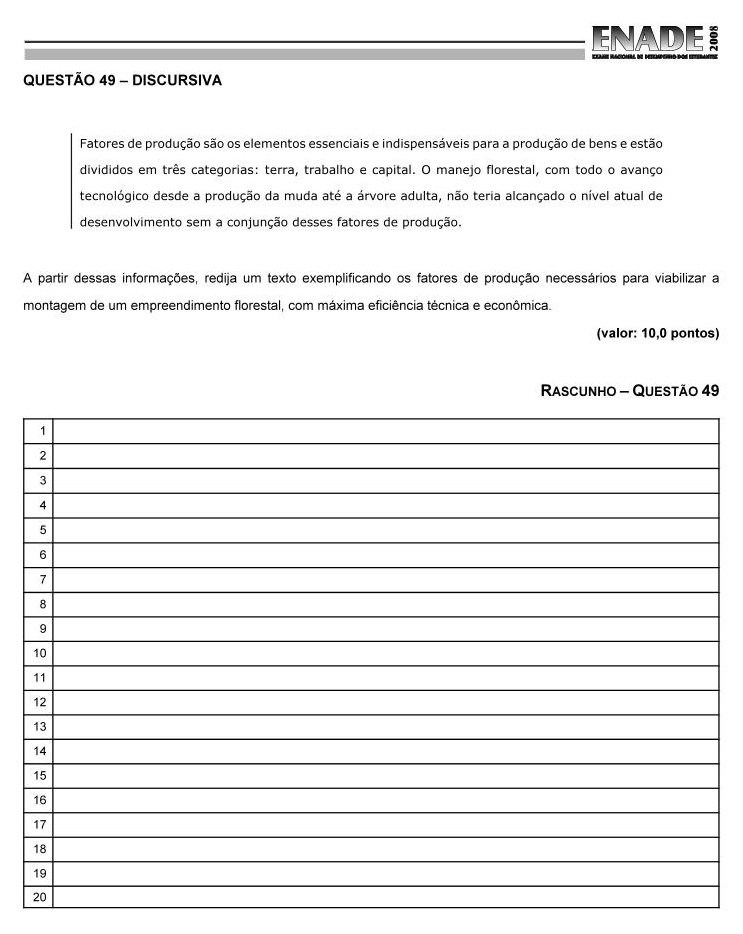 ENADE
2008
EXAME NACIONAL DE DESEMPENHO DOS ESTUDANTES
QUESTÃO 49 – DISCURSIVA
Fatores de produção são os elementos essenciais e indispensáveis para a produção de bens e estão
divididos em três categorias: terra, trabalho e capital. O manejo florestal, com todo o avanço
tecnológico desde a produção da muda até a árvore adulta, não teria alcançado o nível atual de
desenvolvimento sem a conjunção desses fatores de produção.
A partir dessas informações, redija um texto exemplificando os fatores de produção necessários para viabilizar a
montagem de um empreendimento florestal, com máxima eficiência técnica e econômica.
(valor: 10,0 pontos)
RASCUNHO – QUESTÃO 49
1
2
3
4
5
6
7
8
9
10
11
12
13
14
15
16
17
18
19
20